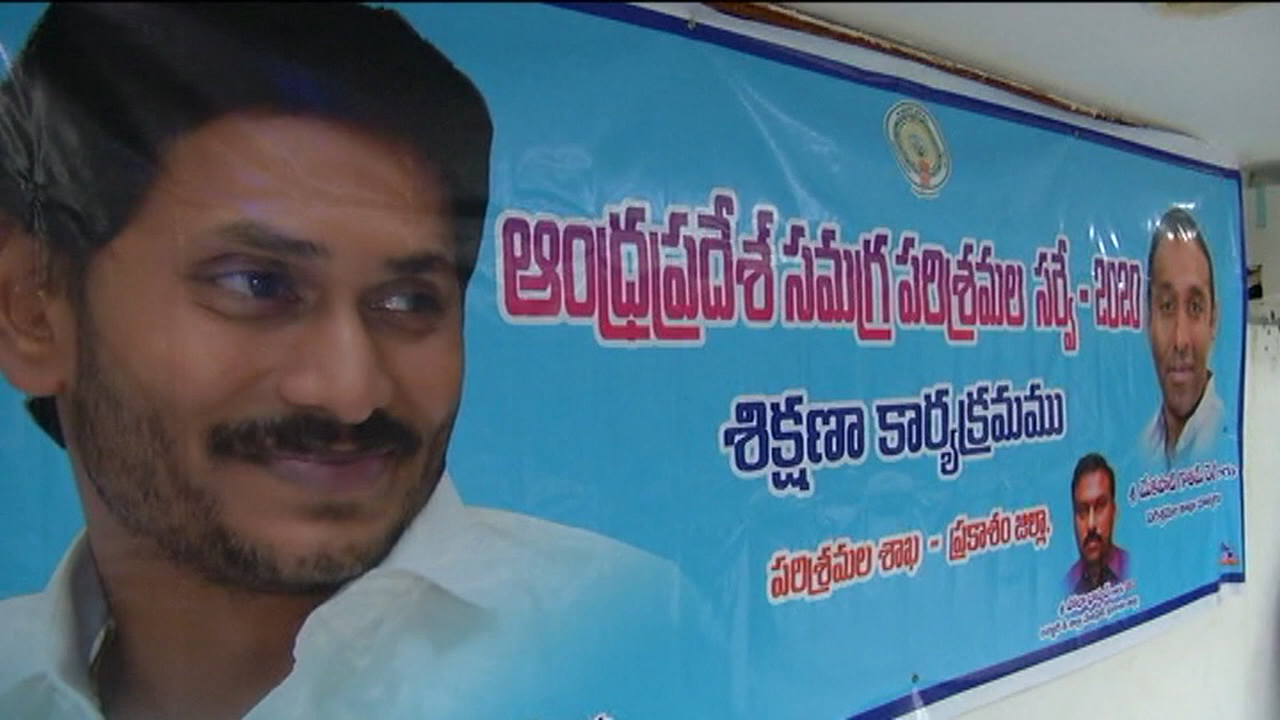 ఆంధ్రప్రదేశ్ సమగ్ర పరిశ్రమల సర్వే - 2020
శిక్షణా కార్యక్రమము
పరిశ్రమల శాఖ - ప్రకాశం జిల్లా.